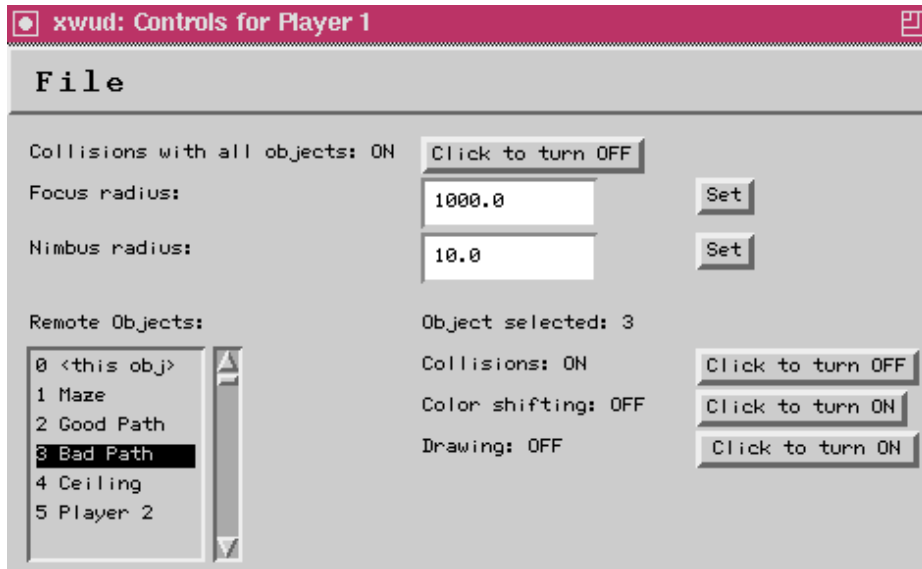 xwud: Controls for Player 1
File
Collisions with all objects: ON Click to turn OFF
Focus radius: 1000.0 Set
Nimbus radius: 10.0 Set
Remote Objects: Object selected: 3
0 <this obj> Collisions: ON Click to turn OFF
1 Maze
2 Good Path Color shifting: OFF Click to turn ON
3 Bad Path Drawing: OFF Click to turn ON
4 Ceiling
5 Player 2